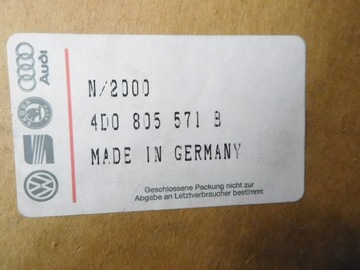 Audi
N/2000
4D0 805 571 B
MADE IN GERMANY
Geschlossene Packung nicht zur
Abgabe an Letztverbraucher bestimmt